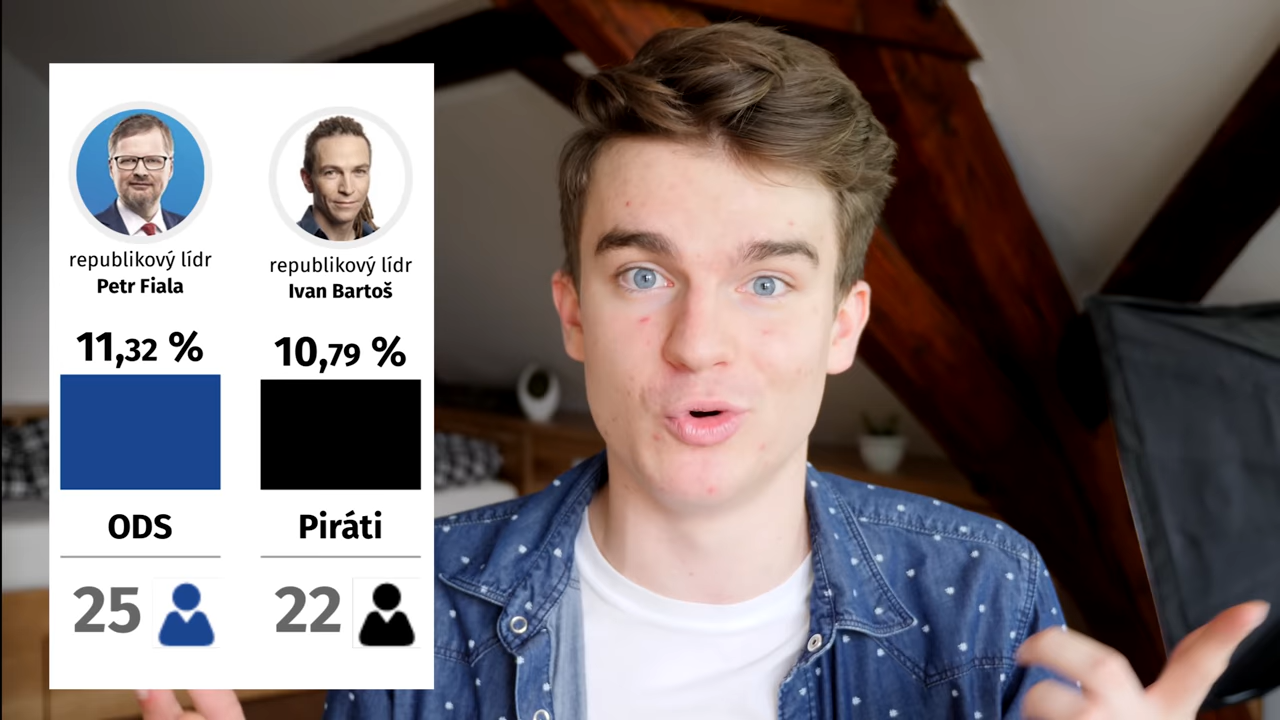 republikový lídr
Petr Fiala
11,32 %
ODS
25
republikový lídr
Ivan Bartoš
10,79 %
Piráti
22